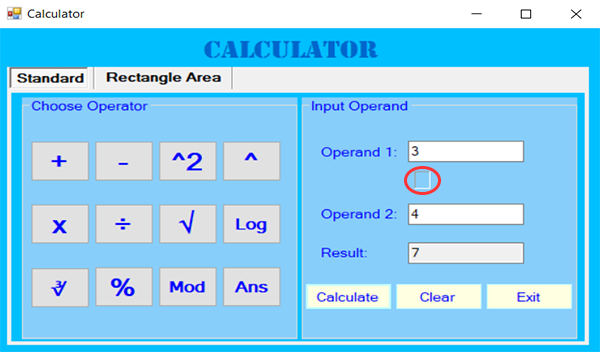 Calculator
CALCULATOR
Standard Rectangle Area
Choose Operator
+ - ^2 ^
x ÷ √ Log
∛ % Mod Ans
Input Operand
Operand 1: 3
Operand 2: 4
Result: 7
Calculate Clear Exit